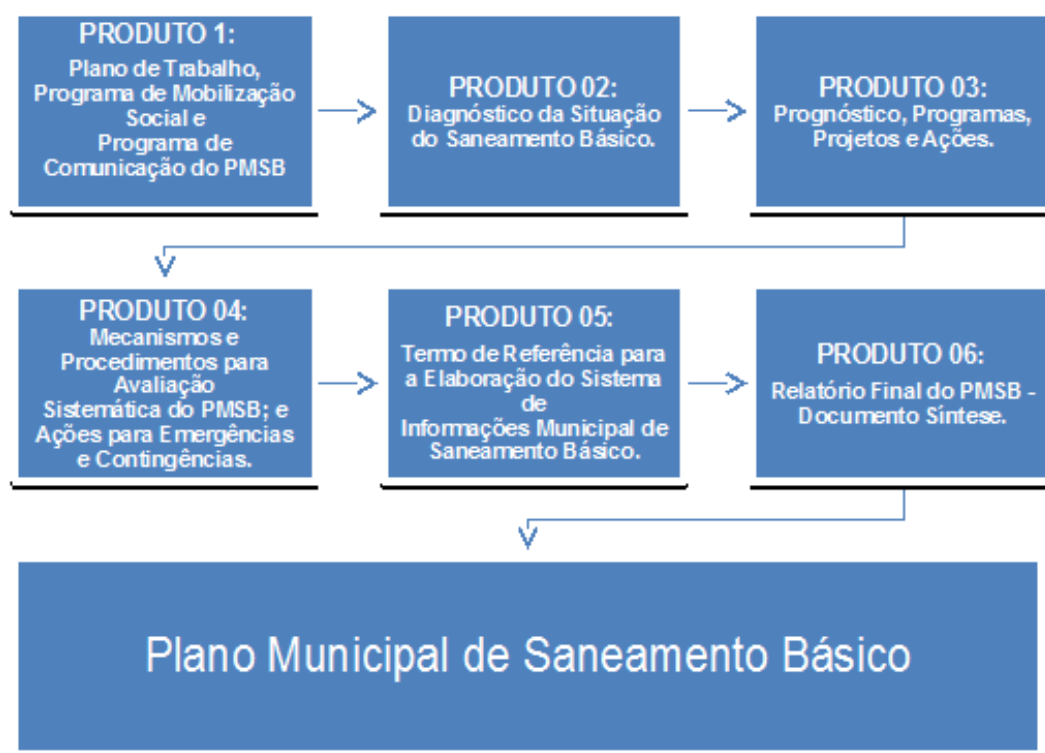 PRODUTO 1:
Plano de Trabalho,
Programa de Mobilização
Social e
Programa de
Comunicação do PMSB
PRODUTO 02:
Diagnóstico da Situação
do Saneamento Básico.
PRODUTO 03:
Prognóstico, Programas,
Projetos e Ações.
PRODUTO 04:
Mecanismos e
Procedimentos para
Avaliação
Sistemática do PMSB; e
Ações para Emergências
e Contingências.
PRODUTO 05:
Termo de Referência para
a Elaboração do Sistema
de
Informações Municipal de
Saneamento Básico.
PRODUTO 06:
Relatório Final do PMSB -
Documento Síntese.
Plano Municipal de Saneamento Básico